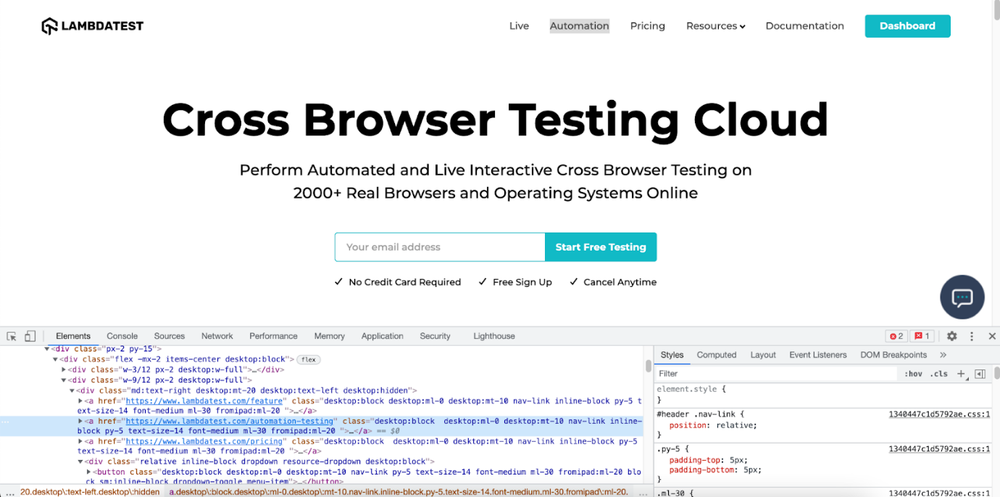 LAMBDATEST
Live Automation Pricing Resources Documentation Dashboard
Cross Browser Testing Cloud
Perform Automated and Live Interactive Cross Browser Testing on
2000+ Real Browsers and Operating Systems Online
Your email address Start Free Testing
✓ No Credit Card Required ✓ Free Sign Up ✓ Cancel Anytime
Elements Console Sources Network Performance Memory Application Security Lighthouse 2 1
<div class="px-2 py-15">
<div class="flex -mx-2 items-center desktop:block"> flex
<div class="w-3/12 px-2 desktop:w-full">…</div>
<div class="w-9/12 px-2 desktop:w-full">
<div class="md:text-right desktop:mt-20 desktop:text-left desktop:hidden">
<a href="https://www.lambdatest.com/feature" class="desktop:block desktop:ml-0 desktop:mt-10 nav-link inline-block py-5 t
ext-size-14 font-medium ml-30 fromipad:ml-20 ">…</a>
<a href="https://www.lambdatest.com/automation-testing" class="desktop:block  desktop:ml-0 desktop:mt-10 nav-link inline-
block py-5 text-size-14 font-medium ml-30 fromipad:ml-20 ">…</a> == $0
<a href="https://www.lambdatest.com/pricing" class="desktop:block  desktop:ml-0 desktop:mt-10 nav-link inline-block py-5
text-size-14 font-medium ml-30 fromipad:ml-20 ">…</a>
<div class="relative inline-block dropdown resource-dropdown desktop:block">
<button class="desktop:block desktop:ml-0 desktop:mt-10 nav-link py-5 text-size-14 font-medium ml-30 fromipad:ml-20 blo
ck sm:inline-block dropdown-toggle menu-item">…</button>
… 20.desktop\:text-left.desktop\:hidden a.desktop\:block.desktop\:ml-0.desktop\:mt-10.nav-link.inline-block.py-5.text-size-14.font-medium.ml-30.fromipad\:ml-20. …
Styles Computed Layout Event Listeners DOM Breakpoints »
Filter :hov .cls +
element.style {
}
#header .nav-link { 1340447c1d5792ae.css:1
position: relative;
}
.py-5 { 1340447c1d5792ae.css:1
padding-top: 5px;
padding-bottom: 5px;
}
.ml-30 { 1340447c1d5792ae.css:1